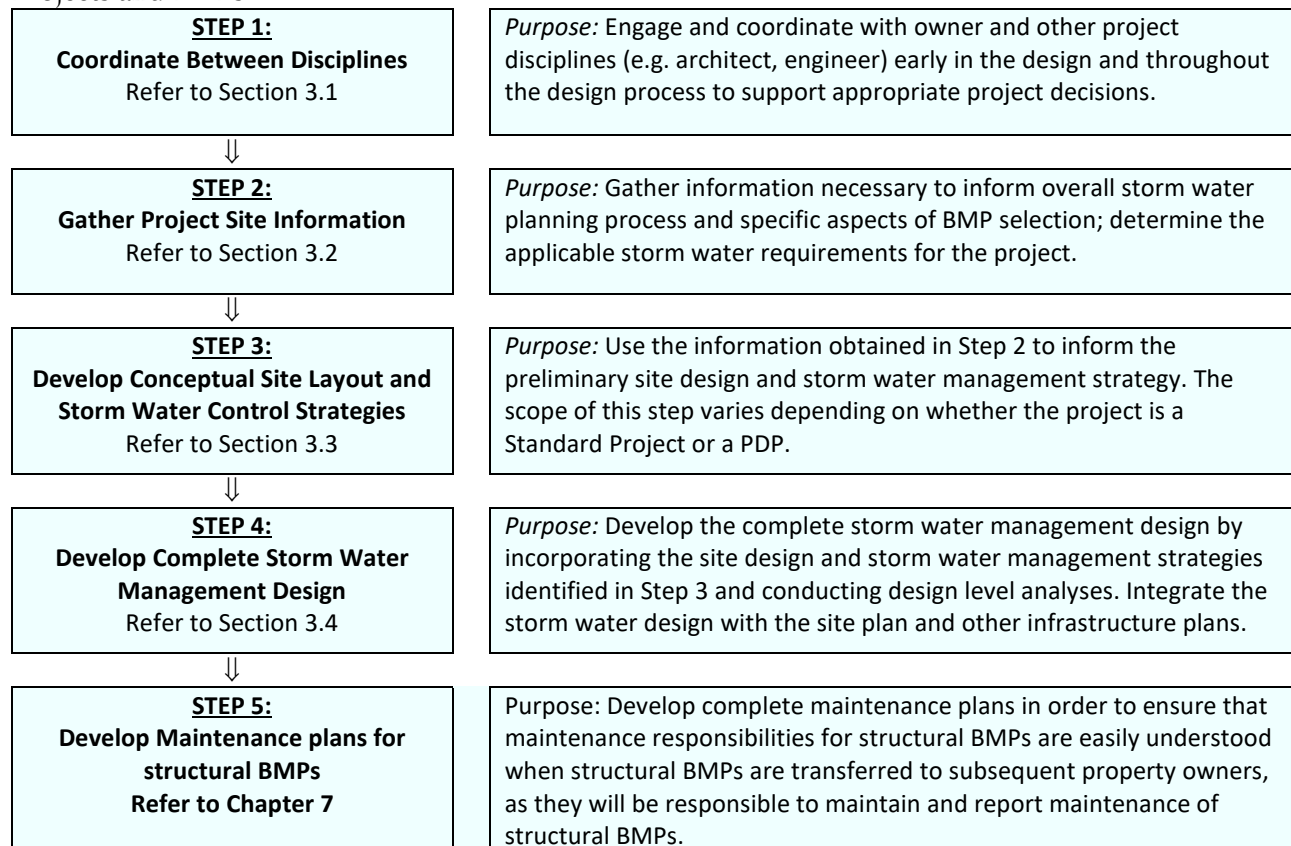 STEP 1:
Coordinate Between Disciplines
Refer to Section 3.1
Purpose: Engage and coordinate with owner and other project
disciplines (e.g. architect, engineer) early in the design and throughout
the design process to support appropriate project decisions.
⇓
STEP 2:
Gather Project Site Information
Refer to Section 3.2
Purpose: Gather information necessary to inform overall storm water
planning process and specific aspects of BMP selection; determine the
applicable storm water requirements for the project.
⇓
STEP 3:
Develop Conceptual Site Layout and
Storm Water Control Strategies
Refer to Section 3.3
Purpose: Use the information obtained in Step 2 to inform the
preliminary site design and storm water management strategy. The
scope of this step varies depending on whether the project is a
Standard Project or a PDP.
⇓
STEP 4:
Develop Complete Storm Water
Management Design
Refer to Section 3.4
Purpose: Develop the complete storm water management design by
incorporating the site design and storm water management strategies
identified in Step 3 and conducting design level analyses. Integrate the
storm water design with the site plan and other infrastructure plans.
⇓
STEP 5:
Develop Maintenance plans for
structural BMPs
Refer to Chapter 7
Purpose: Develop complete maintenance plans in order to ensure that
maintenance responsibilities for structural BMPs are easily understood
when structural BMPs are transferred to subsequent property owners,
as they will be responsible to maintain and report maintenance of
structural BMPs.